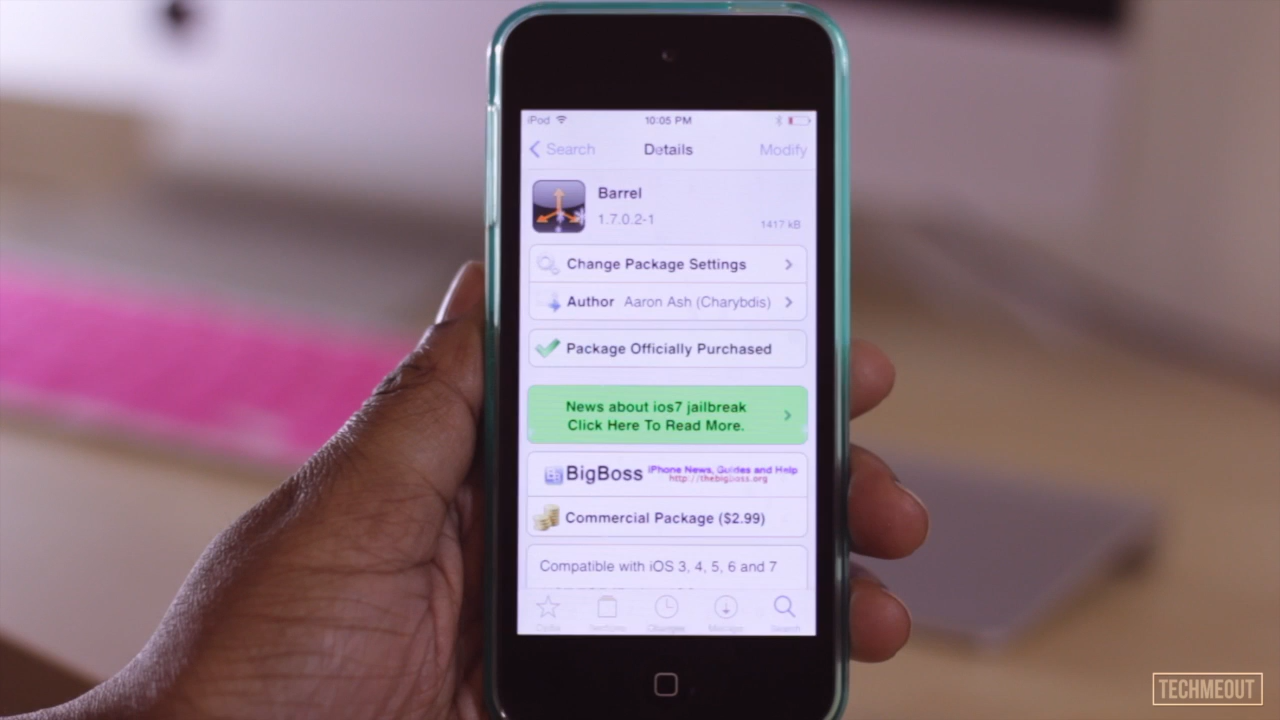 iPod 10:05 PM
Search Details Modify
Barrel
1.7.0.2-1 1417 kB
Change Package Settings
Author Aaron Ash (Charybdis)
Package Officially Purchased
News about ios7 jailbreak
Click Here To Read More.
BigBoss iPhone News, Guides and Help
http://thebigboss.org
Commercial Package ($2.99)
Compatible with iOS 3, 4, 5, 6 and 7
Changes Manage Search
TECHMEOUT